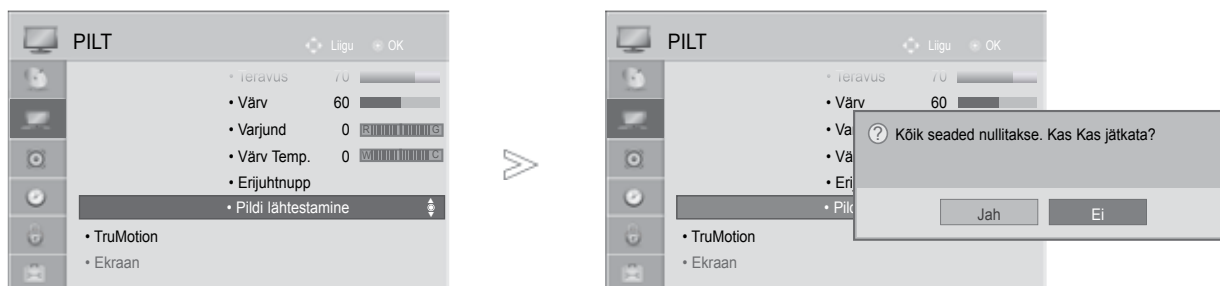 PILT
Liigu OK
• Teravus 70
• Värv 60
• Varjund 0 R G
• Värv Temp. 0 W C
• Erijuhtnupp
• Pildi lähtestamine
• TruMotion
• Ekraan
PILT
Liigu OK
• Teravus 70
• Värv 60
• Va
• Vä
• Eri
• Pild
• TruMotion
• Ekraan
? Kõik seaded nullitakse. Kas Kas jätkata?
Jah Ei